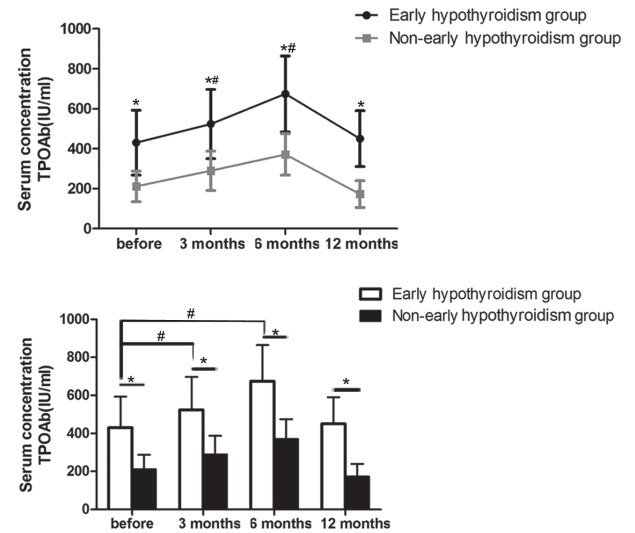 Early hypothyroidism group
Non-early hypothyroidism group
Serum concentration
TPOAb(IU/ml)
1000
800
600
400
200
0
*
*#
*#
*
before
3 months
6 months
12 months
Early hypothyroidism group
Non-early hypothyroidism group
Serum concentration
TPOAb(IU/ml)
1000
800
600
400
200
0
#
#
*
*
*
*
before
3 months
6 months
12 months